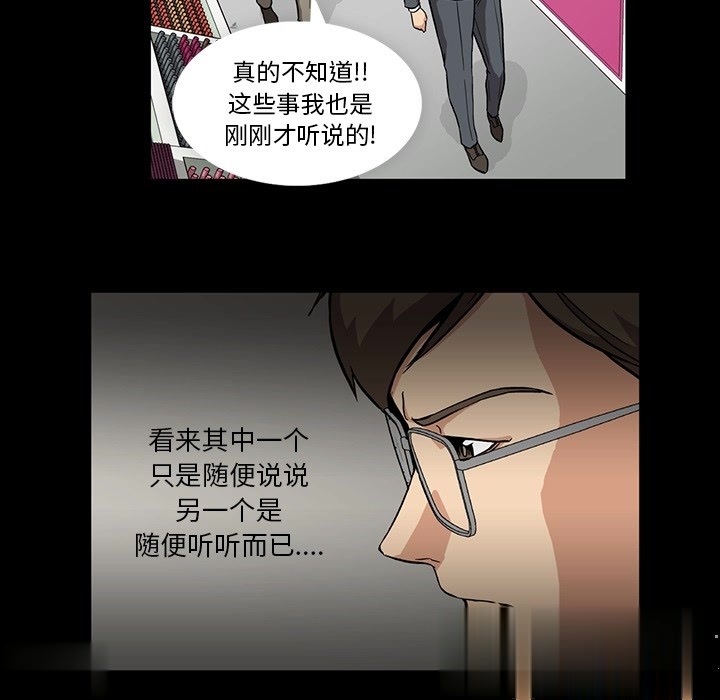 真的不知道!!
这些事我也是
刚刚才听说的!
看来其中一个
只是随便说说
另一个是
随便听听而已....